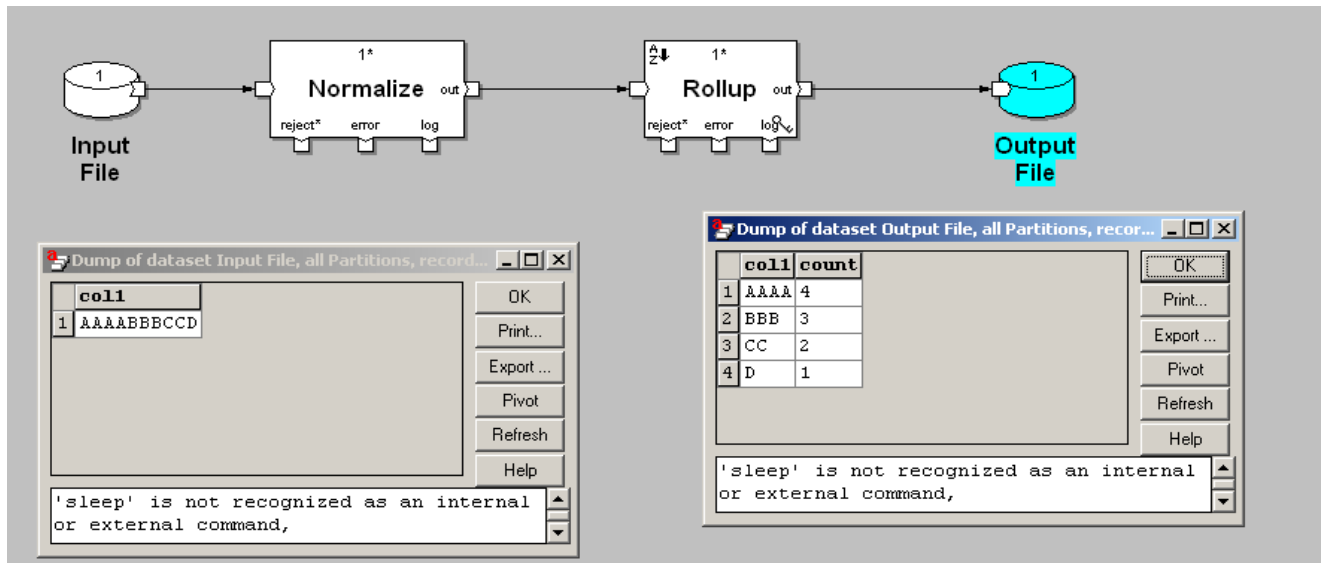 1
Input
File
1*
Normalize
out
reject*
error
log
A
Z
1*
Rollup
out
reject*
error
log
1
Output
File
Dump of dataset Input File, all Partitions, record...
col1
1 AAAABBBCCD
OK
Print...
Export ...
Pivot
Refresh
Help
'sleep' is not recognized as an internal
or external command,
Dump of dataset Output File, all Partitions, recor...
col1 count
1 AAAA 4
2 BBB 3
3 CC 2
4 D 1
OK
Print...
Export ...
Pivot
Refresh
Help
'sleep' is not recognized as an internal
or external command,